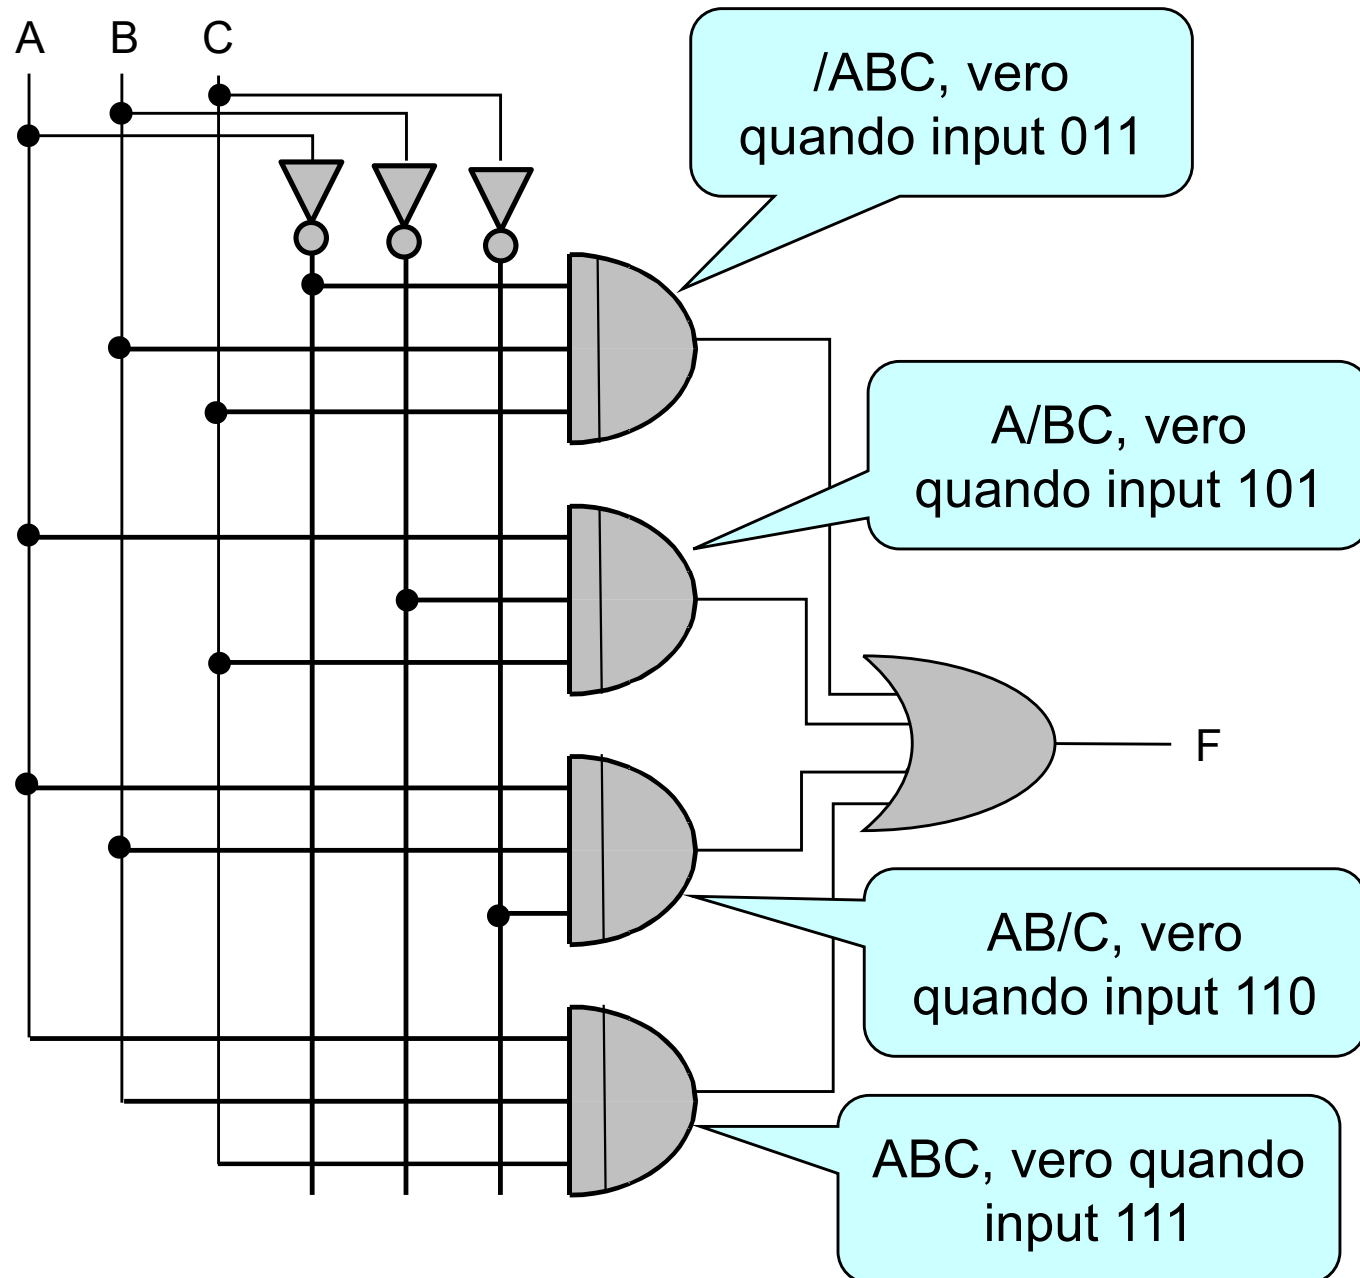 A B C
/ABC, vero
quando input 011
A/BC, vero
quando input 101
F
AB/C, vero
quando input 110
ABC, vero quando
input 111